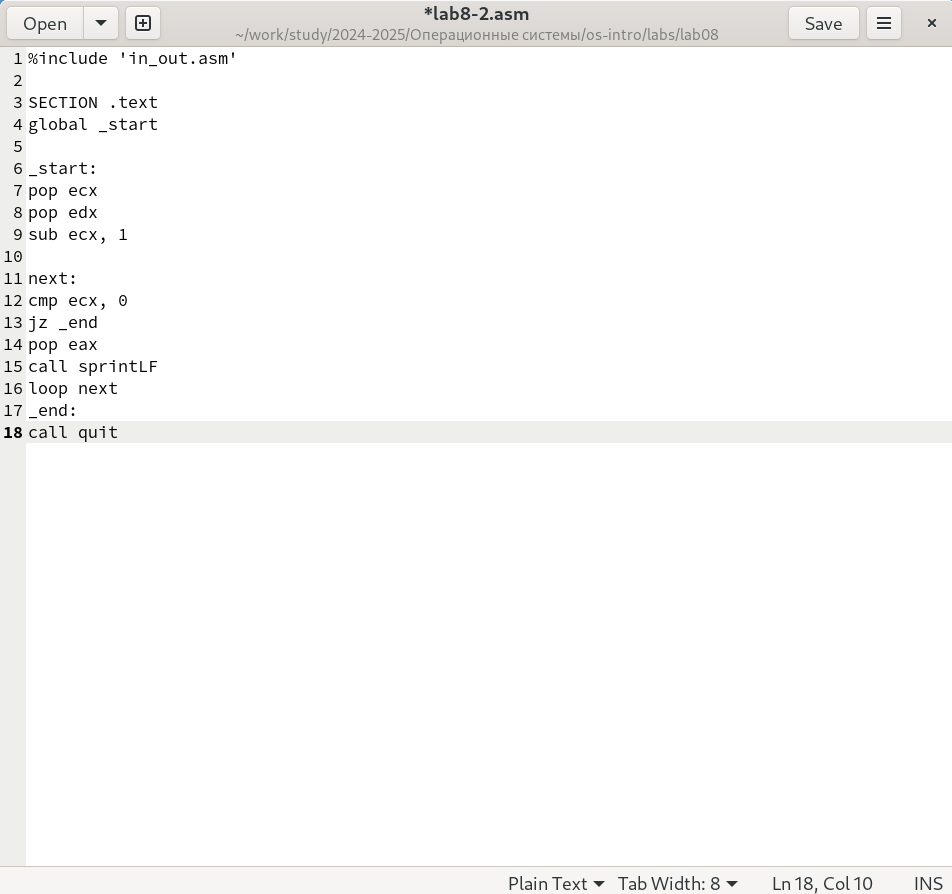 Open
*lab8-2.asm
~/work/study/2024-2025/Операционные системы/os-intro/labs/lab08
Save
1 %include 'in_out.asm'
2
3 SECTION .text
4 global _start
5
6 _start:
7 pop ecx
8 pop edx
9 sub ecx, 1
10
11 next:
12 cmp ecx, 0
13 jz _end
14 pop eax
15 call sprintLF
16 loop next
17 _end:
18 call quit
Plain Text Tab Width: 8 Ln 18, Col 10 INS